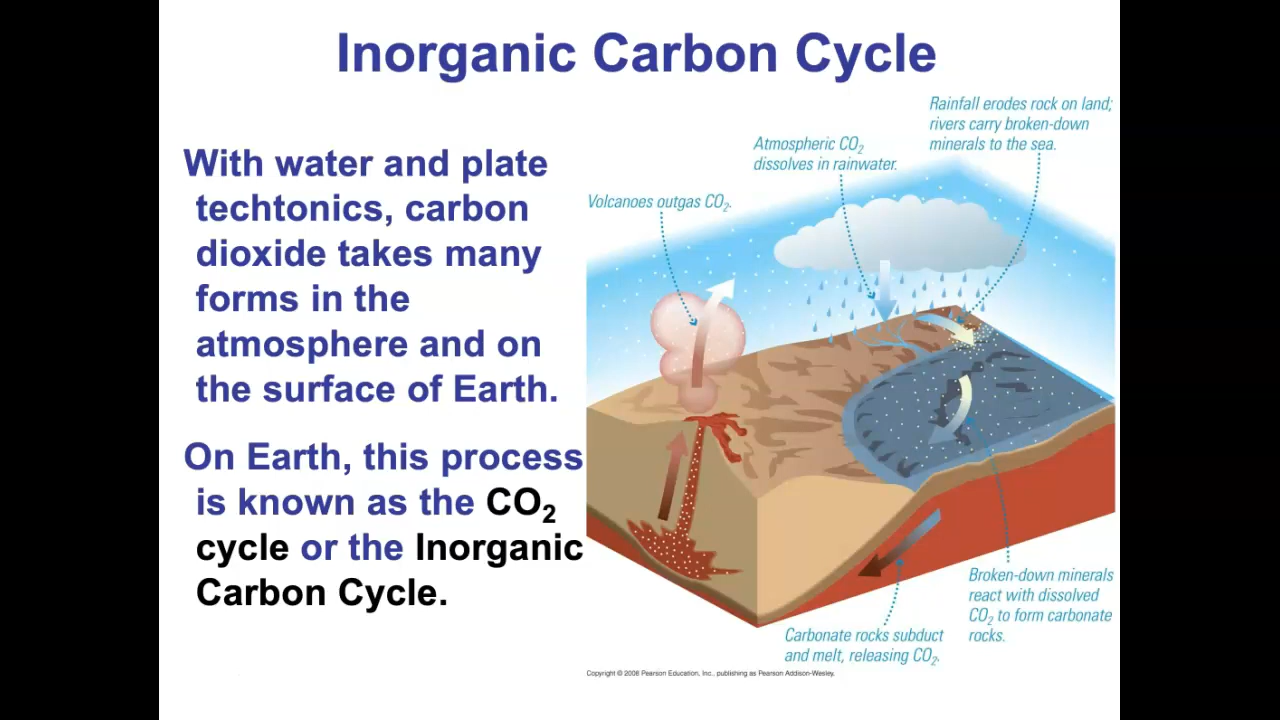 Inorganic Carbon Cycle
With water and plate
techtonics, carbon
dioxide takes many
forms in the
atmosphere and on
the surface of Earth.
On Earth, this process
is known as the CO₂
cycle or the Inorganic
Carbon Cycle.
Volcanoes outgas CO₂.
Atmospheric CO₂
dissolves in rainwater.
Rainfall erodes rock on land;
rivers carry broken-down
minerals to the sea.
Broken-down minerals
react with dissolved
CO₂ to form carbonate
rocks.
Carbonate rocks subduct
and melt, releasing CO₂.
Copyright © 2006 Pearson Education, Inc., publishing as Pearson Addison-Wesley.